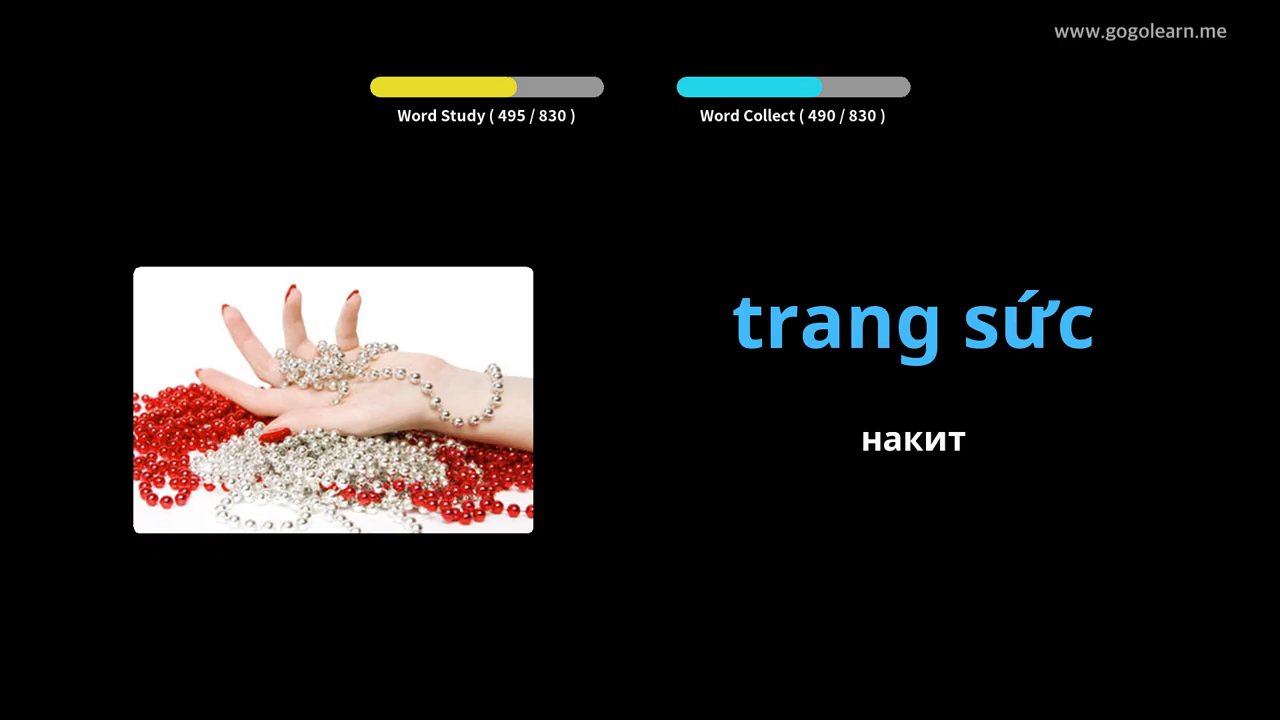 www.gogolearn.me
Word Study ( 495 / 830 )
Word Collect ( 490 / 830 )
trang sức
накит